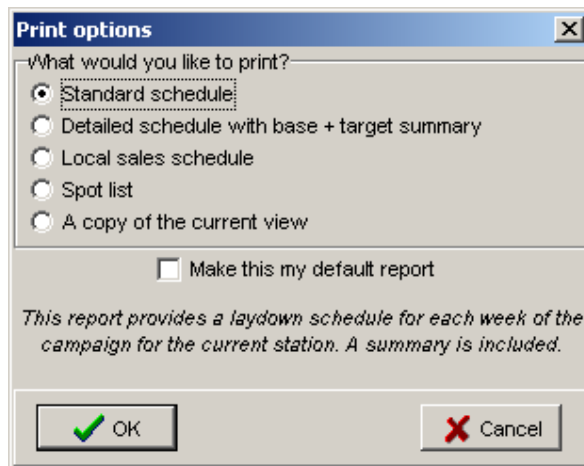 Print options
What would you like to print?
Standard schedule
Detailed schedule with base + target summary
Local sales schedule
Spot list
A copy of the current view
Make this my default report
This report provides a laydown schedule for each week of the
campaign for the current station. A summary is included.
OK
Cancel